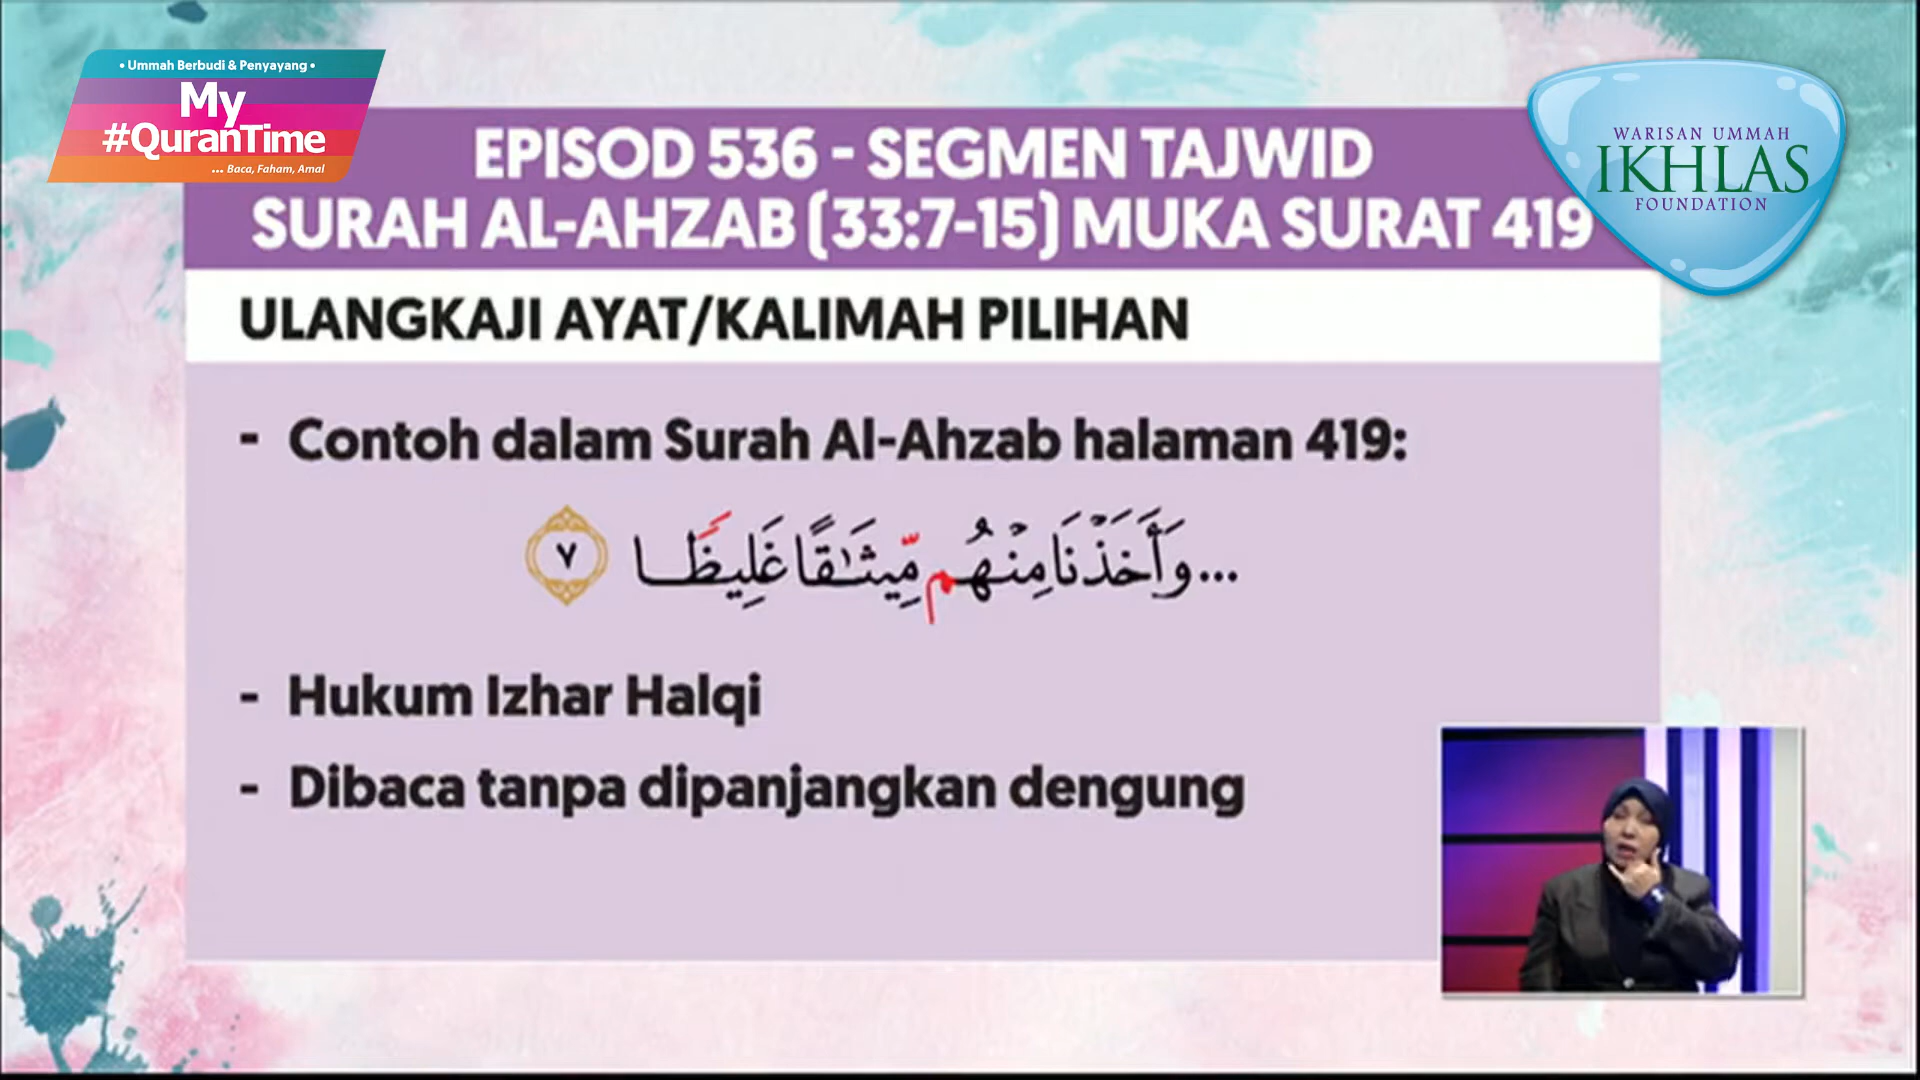 • Ummah Berbudi & Penyayang •
My
#QuranTime
... Baca, Faham, Amal
WARISAN UMMAH
IKHLAS
FOUNDATION
EPISOD 536 - SEGMEN TAJWID
SURAH AL-AHZAB (33:7-15) MUKA SURAT 419
ULANGKAJI AYAT/KALIMAH PILIHAN
- Contoh dalam Surah Al-Ahzab halaman 419:
...وَأَخَذْنَا مِنْهُم مِّيثَـٰقًا غَلِيظًا ٧
- Hukum Izhar Halqi
- Dibaca tanpa dipanjangkan dengung